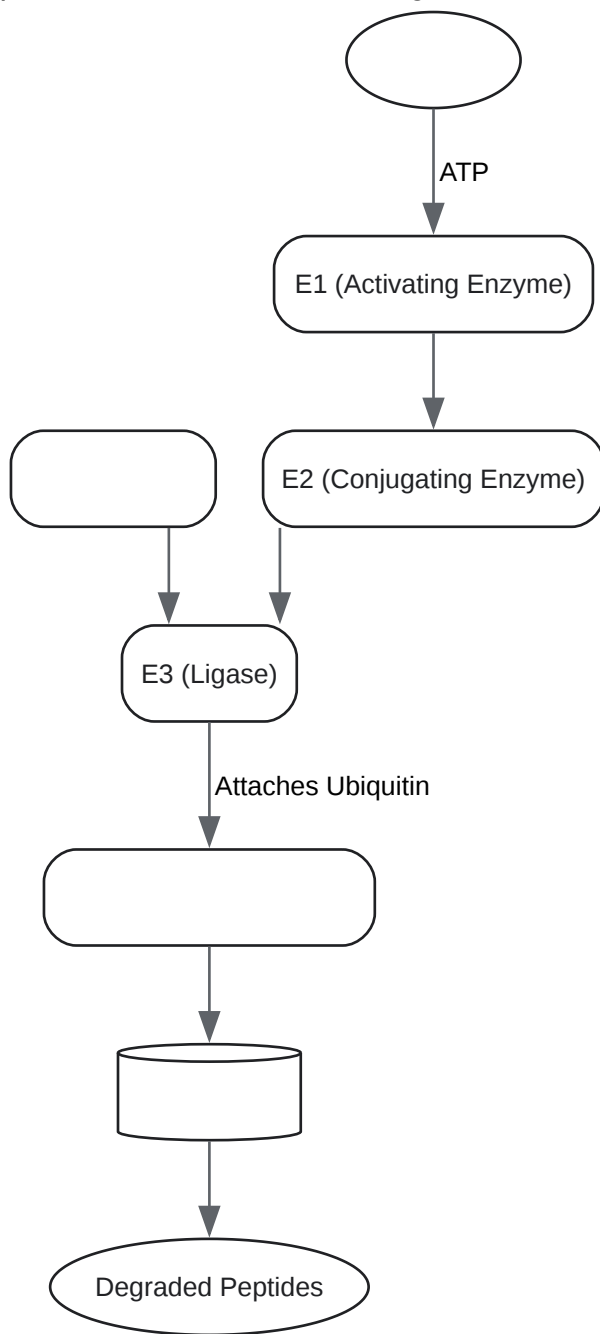 ATP
E1 (Activating Enzyme)
E2 (Conjugating Enzyme)
E3 (Ligase)
Attaches Ubiquitin
Degraded Peptides